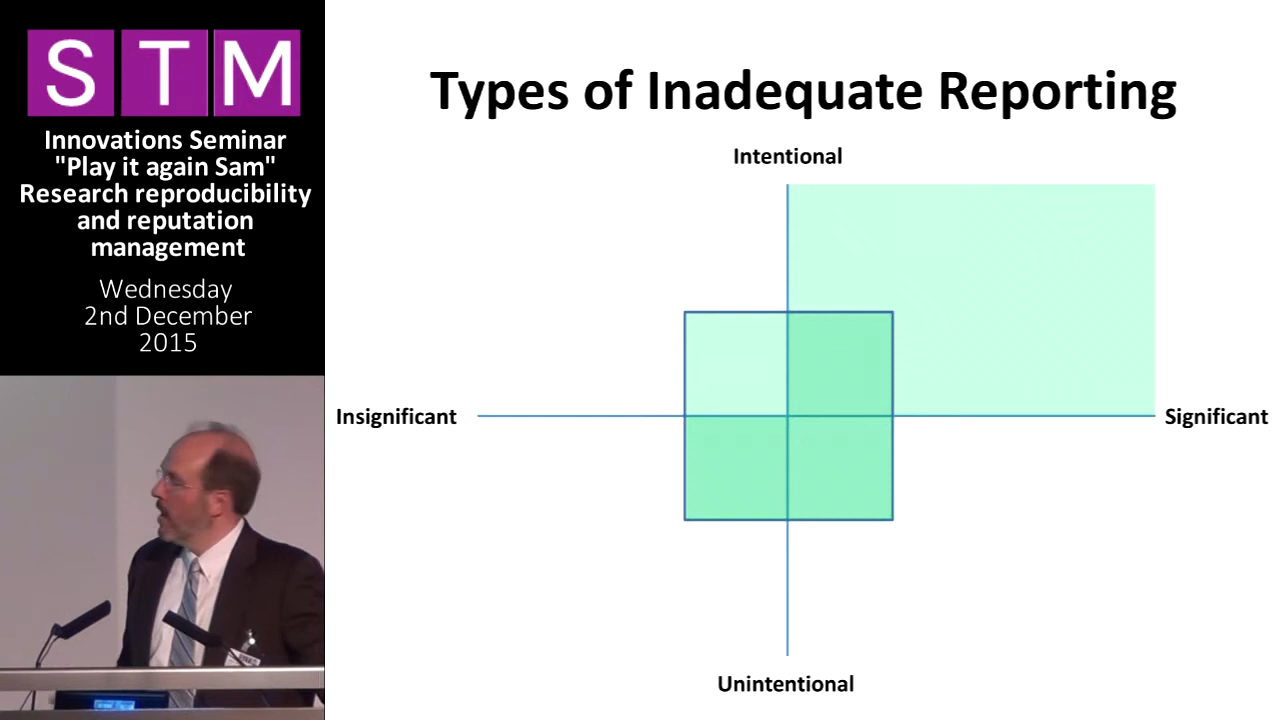 STM
Innovations Seminar
"Play it again Sam"
Research reproducibility
and reputation
management
Wednesday
2nd December
2015
Types of Inadequate Reporting
Intentional
Insignificant
Significant
Unintentional